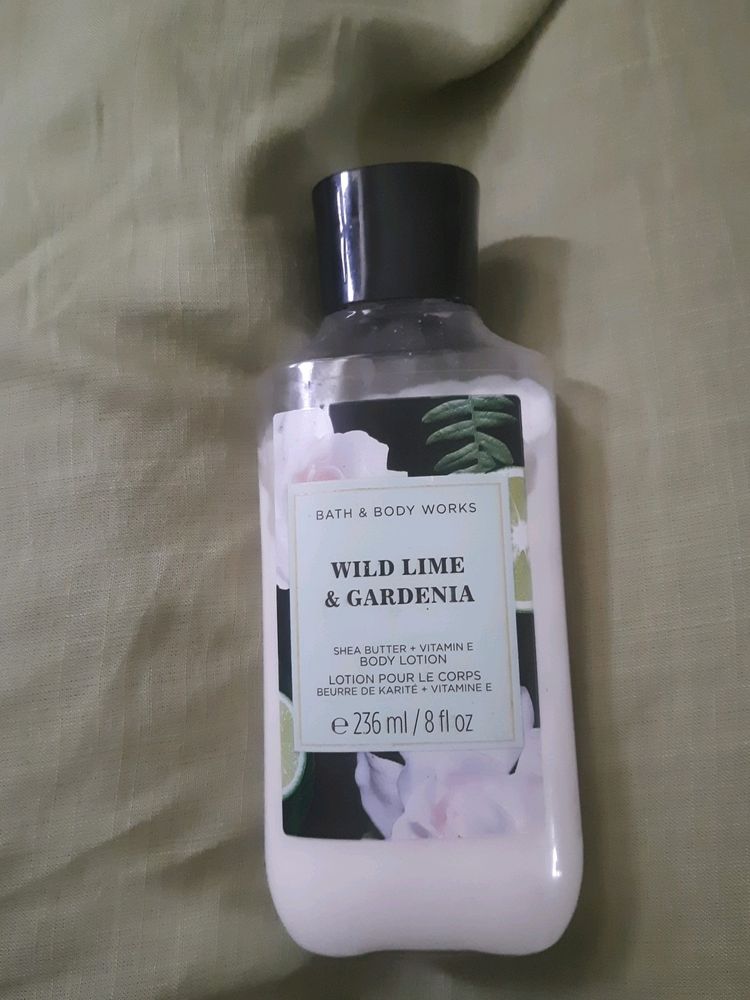 BATH & BODY WORKS
WILD LIME
& GARDENIA
SHEA BUTTER + VITAMIN E
BODY LOTION
LOTION POUR LE CORPS
BEURRE DE KARITÉ + VITAMINE E
℮ 236 ml / 8 fl oz